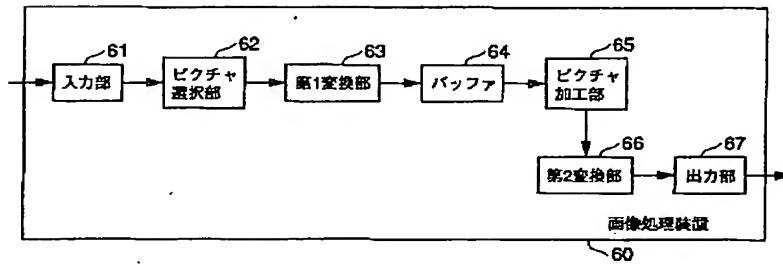 61
入力部
62
ピクチャ
選択部
63
第1変換部
64
バッファ
65
ピクチャ
加工部
66
第2変換部
67
出力部
画像処理装置
60